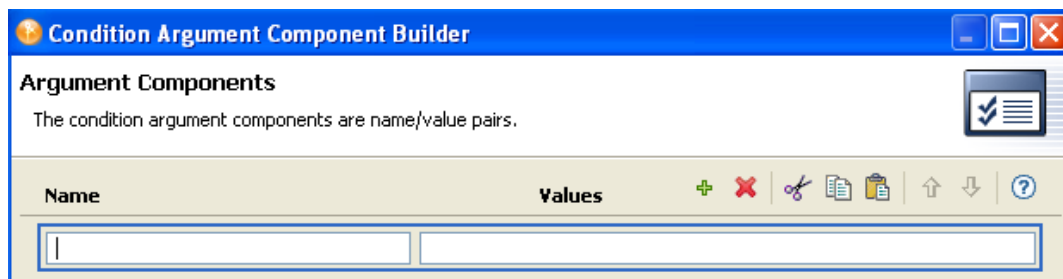 Condition Argument Component Builder
Argument Components
The condition argument components are name/value pairs.
Name Values